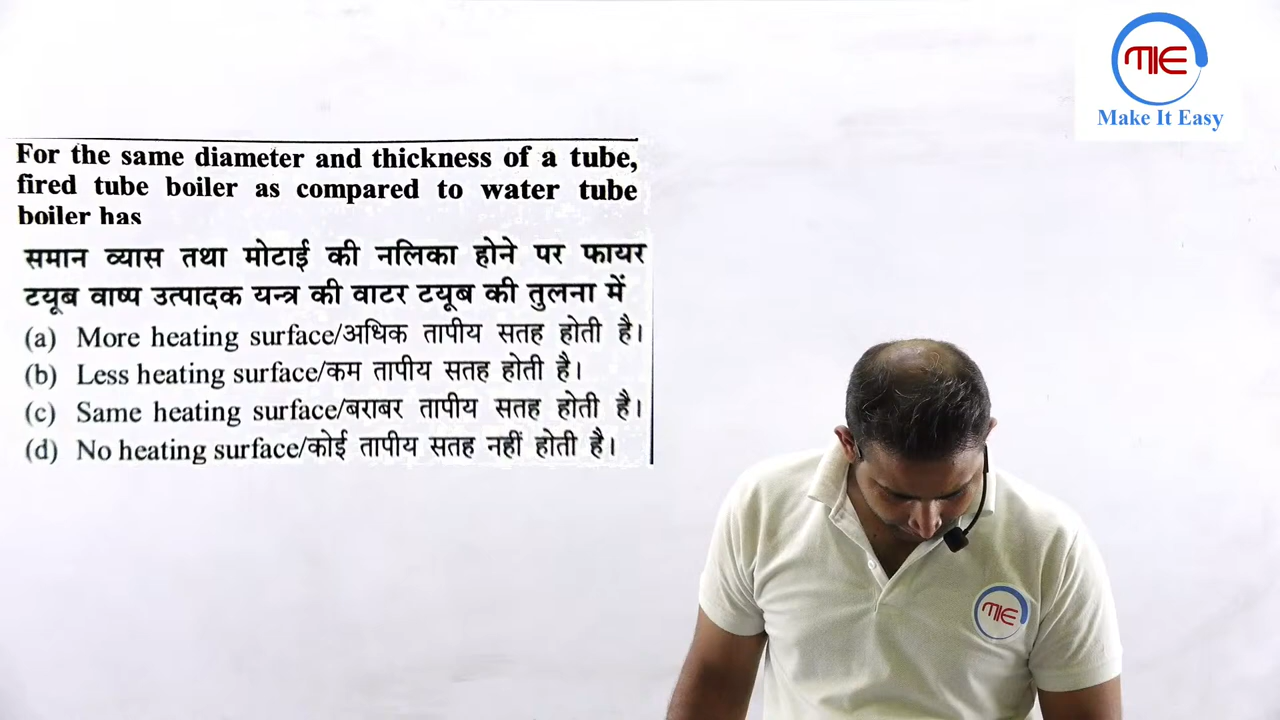 MIE
Make It Easy
For the same diameter and thickness of a tube,
fired tube boiler as compared to water tube
boiler has
समान व्यास तथा मोटाई की नलिका होने पर फायर
टयूब वाष्प उत्पादक यन्त्र की वाटर टयूब की तुलना में
(a) More heating surface/अधिक तापीय सतह होती है।
(b) Less heating surface/कम तापीय सतह होती है।
(c) Same heating surface/बराबर तापीय सतह होती है।
(d) No heating surface/कोई तापीय सतह नहीं होती है।
MIE